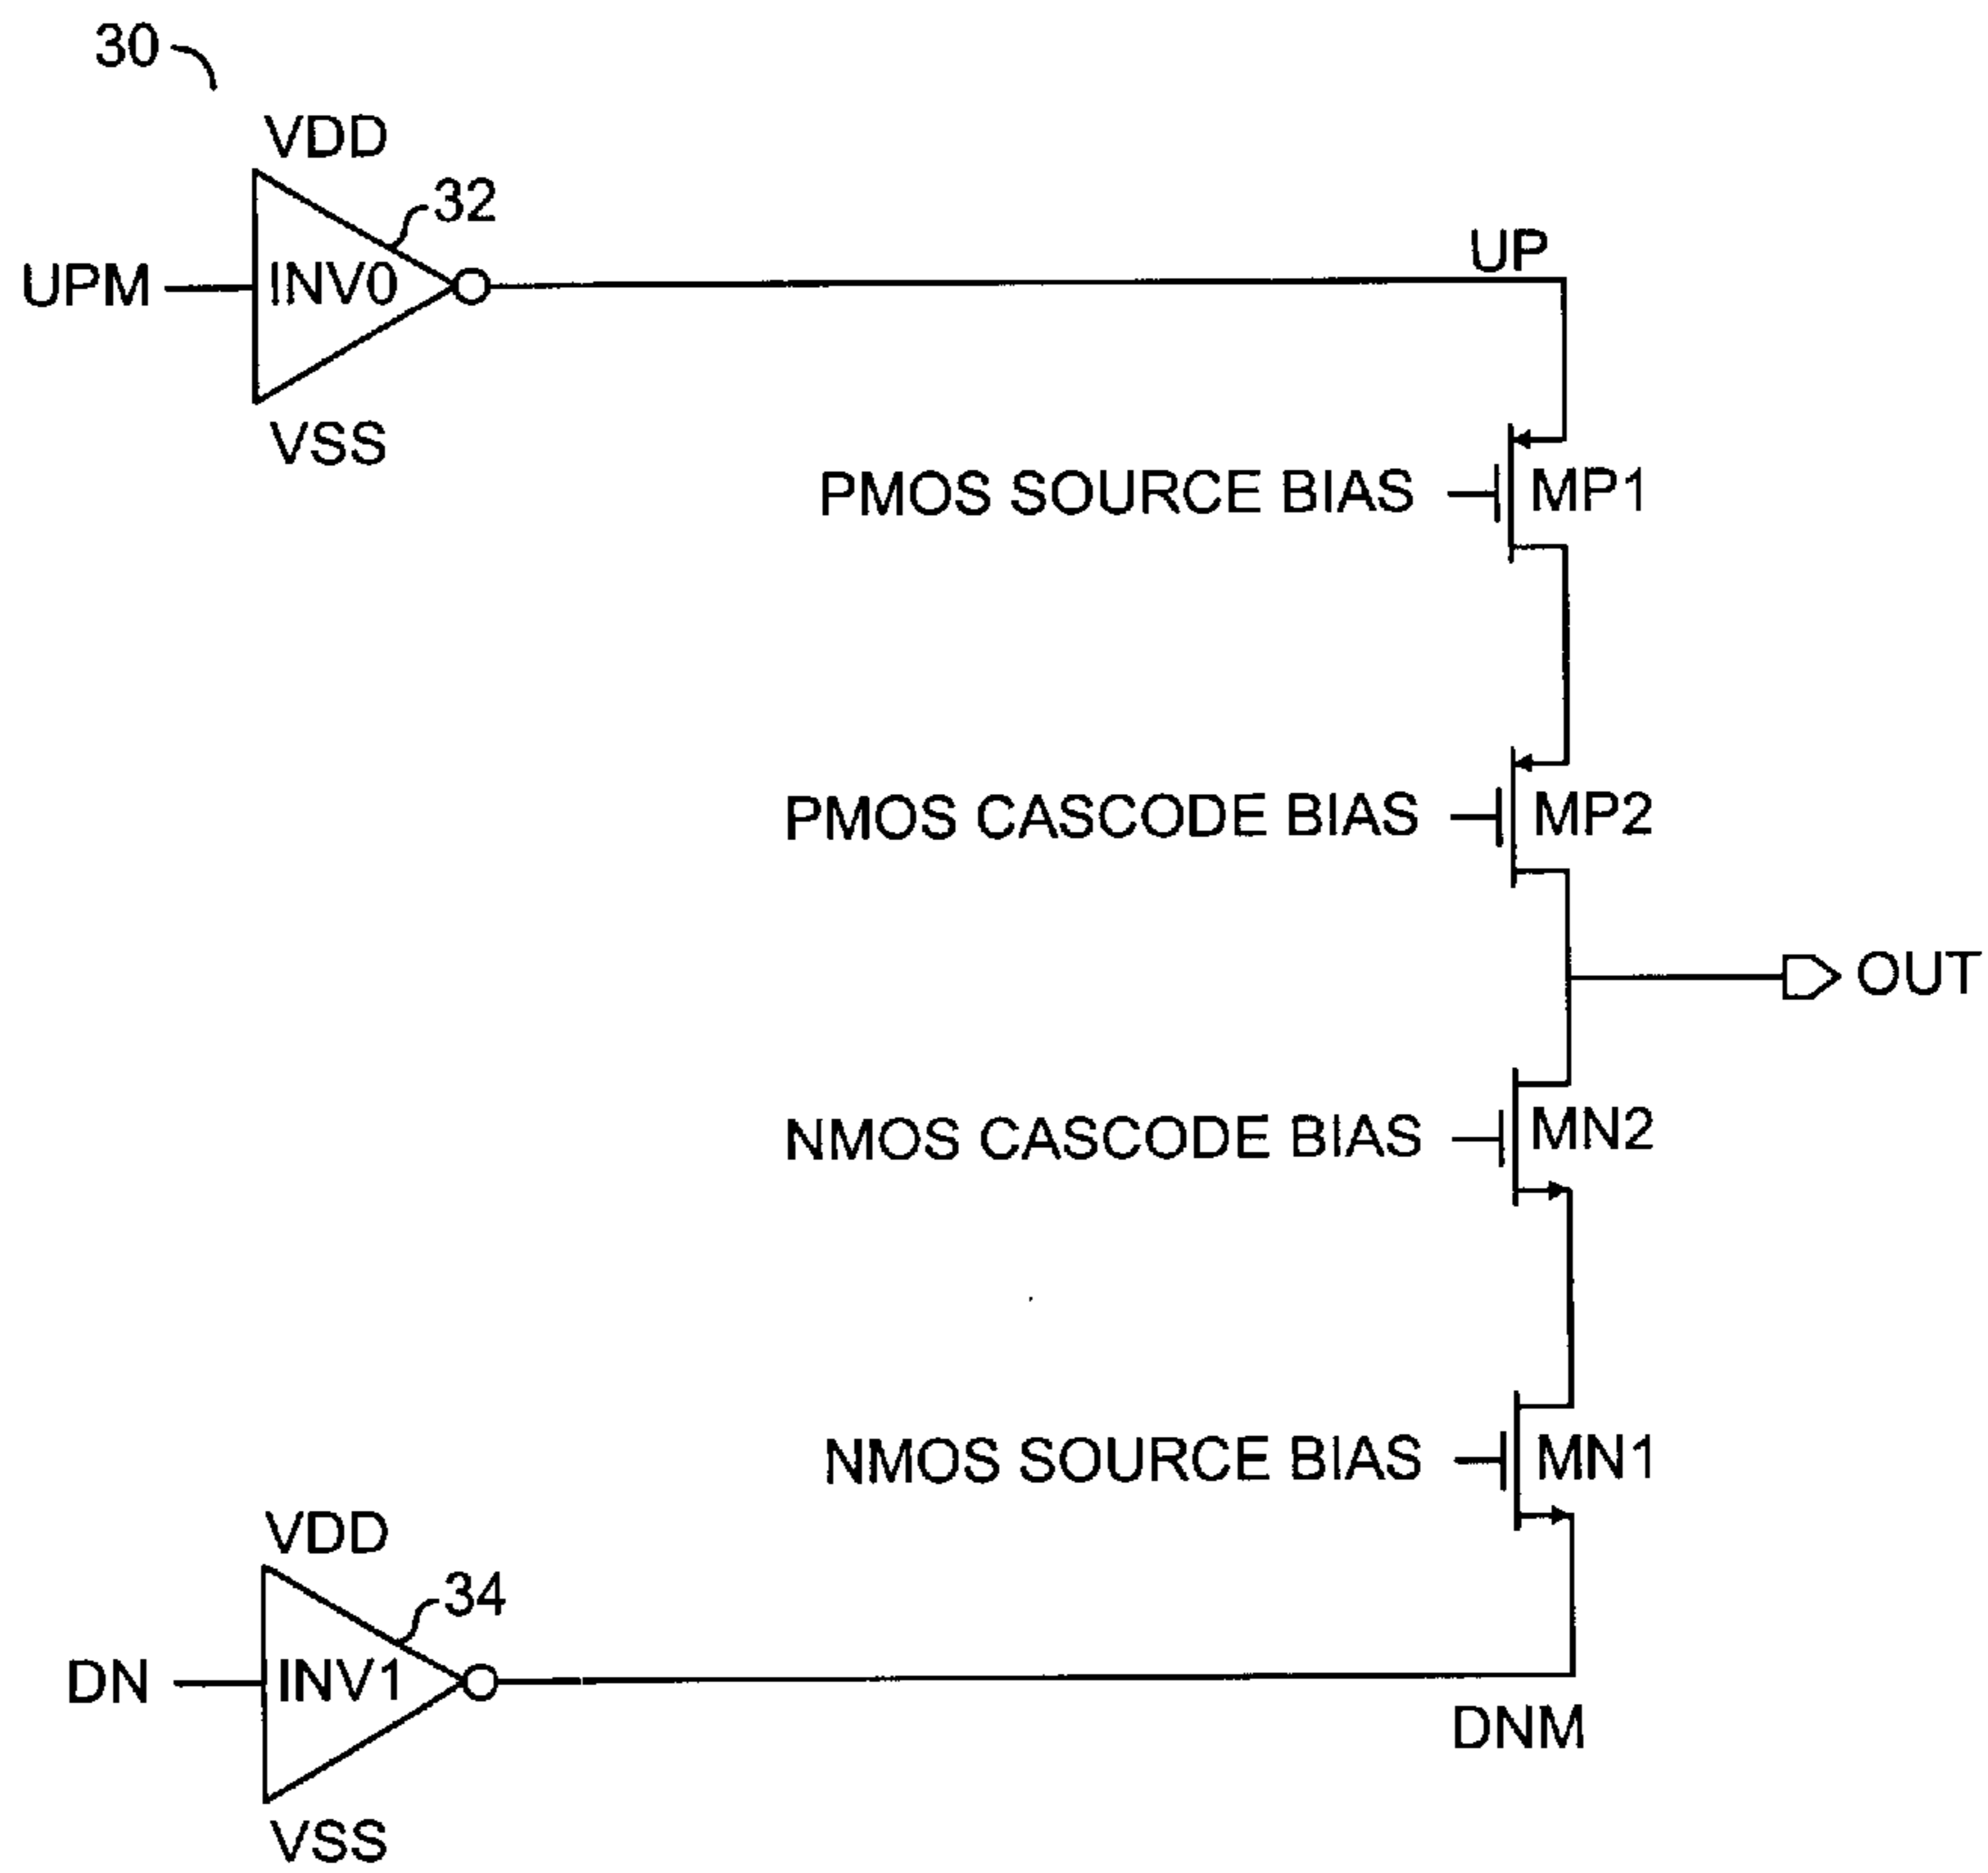 30
VDD
32
UPM
INV0
UP
VSS
PMOS SOURCE BIAS
MP1
PMOS CASCODE BIAS
MP2
OUT
NMOS CASCODE BIAS
MN2
NMOS SOURCE BIAS
MN1
VDD
34
DN
INV1
DNM
VSS